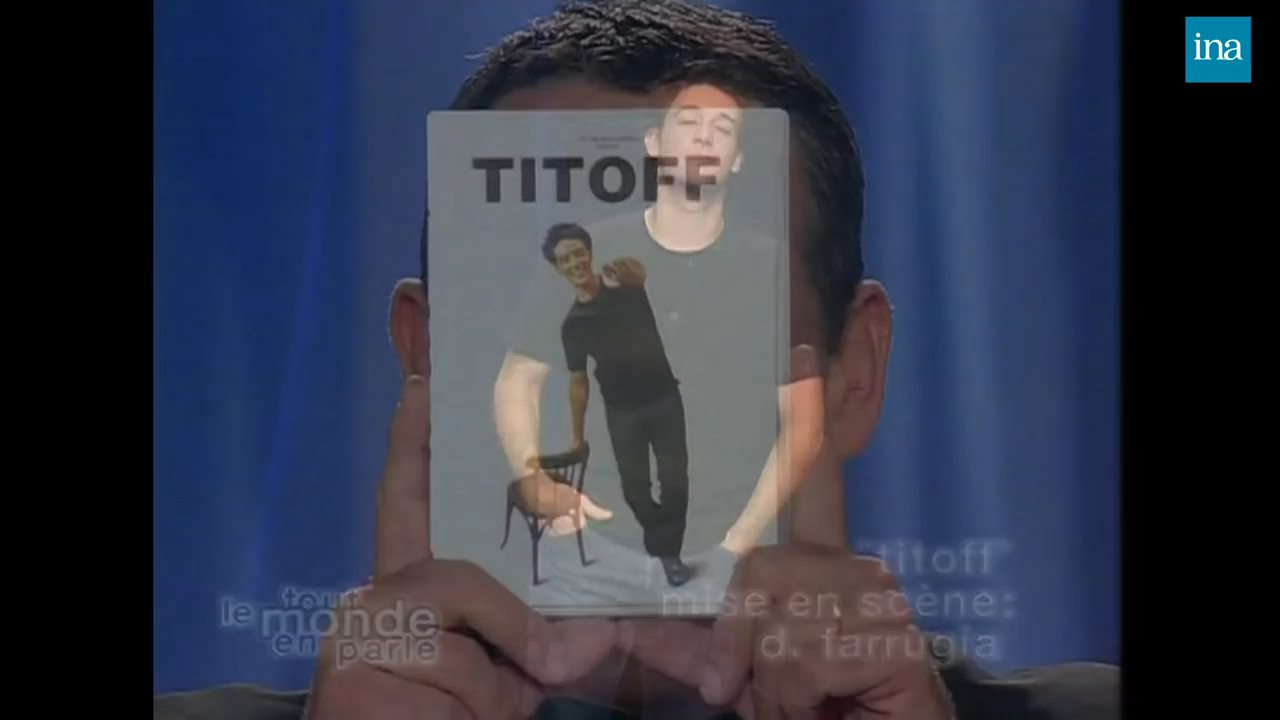 ina
TITOFF
"titoff"
mise en scène:
d. farrugia
tout
le monde
en parle